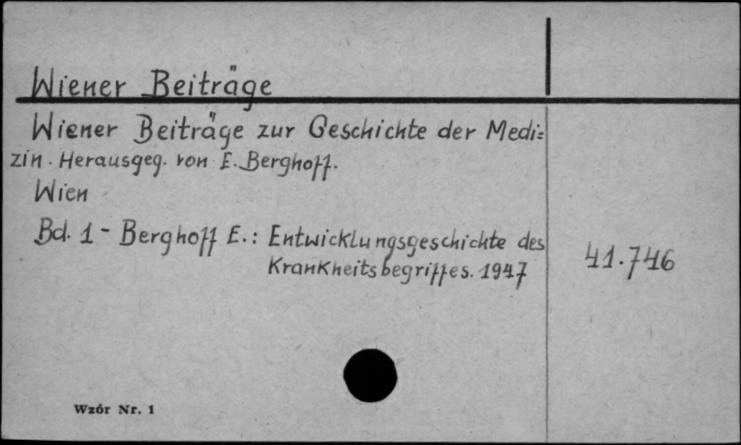 Wiener Beiträge
Wiener Beiträge zur Geschichte der Medi=
zin. Herausgeg. von E. Berghoff.
Wien
Bd. 1 - Berghoff E.: Entwicklungsgeschichte des
Krankheitsbegriffes. 1947
41.746
Wzór Nr. 1